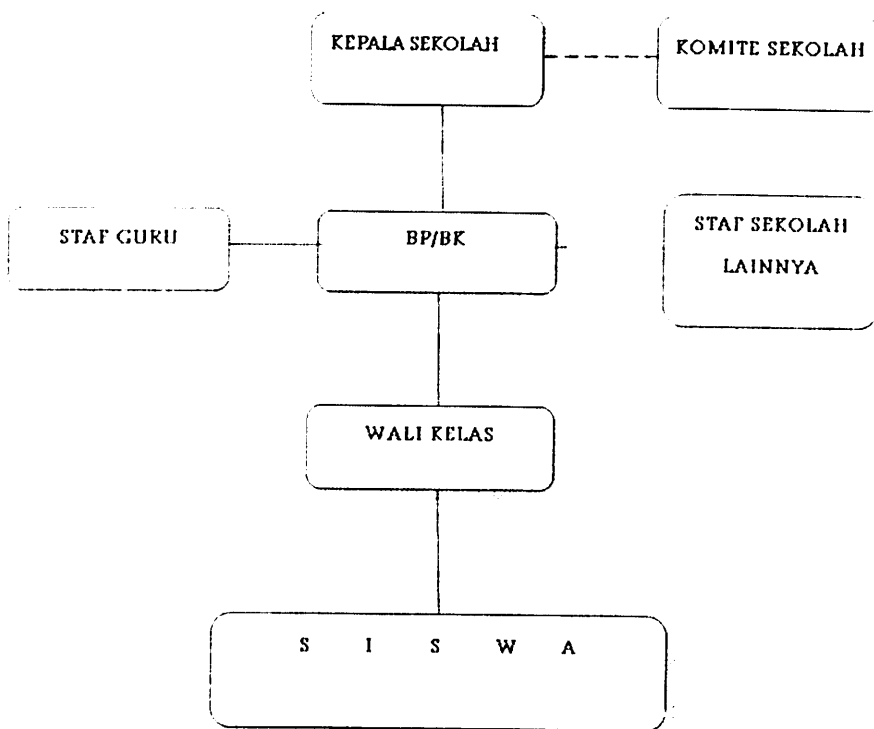 KEPALA SEKOLAH
KOMITE SEKOLAH
STAF GURU
BP/BK
STAF SEKOLAH
LAINNYA
WALI KELAS
S I S W A